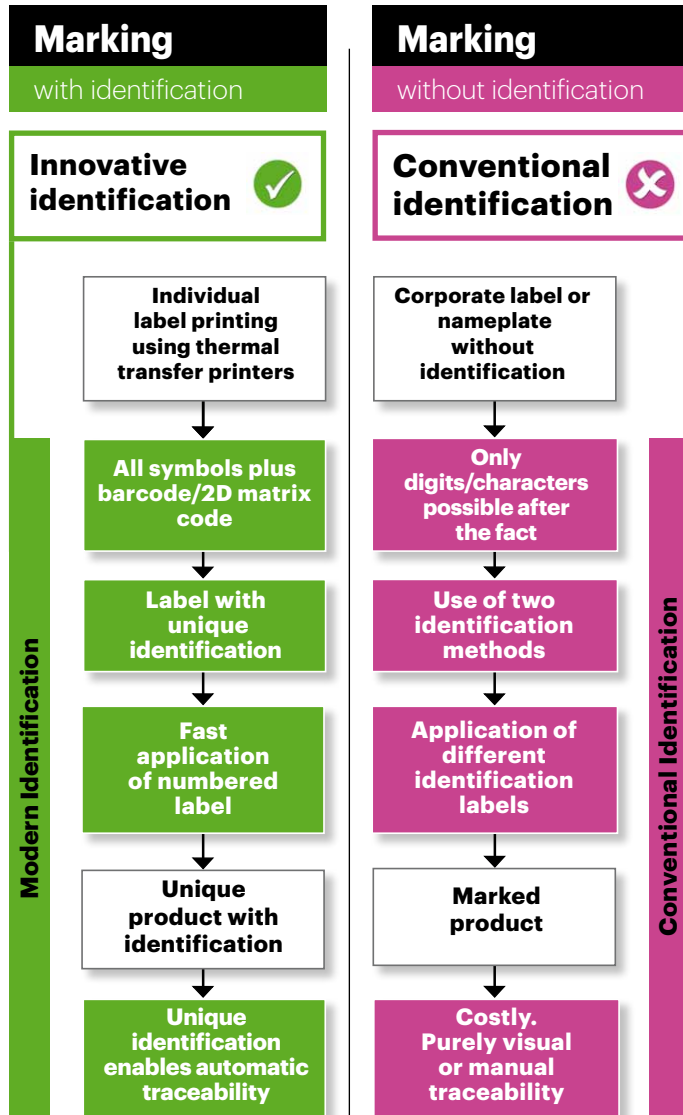 Marking
with identification
Innovative
identification
Individual
label printing
using thermal
transfer printers
All symbols plus
barcode/2D matrix
code
Label with
unique
identification
Fast
application
of numbered
label
Unique
product with
identification
Unique
identification
enables automatic
traceability
Modern Identification
Marking
without identification
Conventional
identification
Corporate label or
nameplate
without
identification
Only
digits/characters
possible after
the fact
Use of two
identification
methods
Application of
different
identification
labels
Marked
product
Costly.
Purely visual
or manual
traceability
Conventional Identification